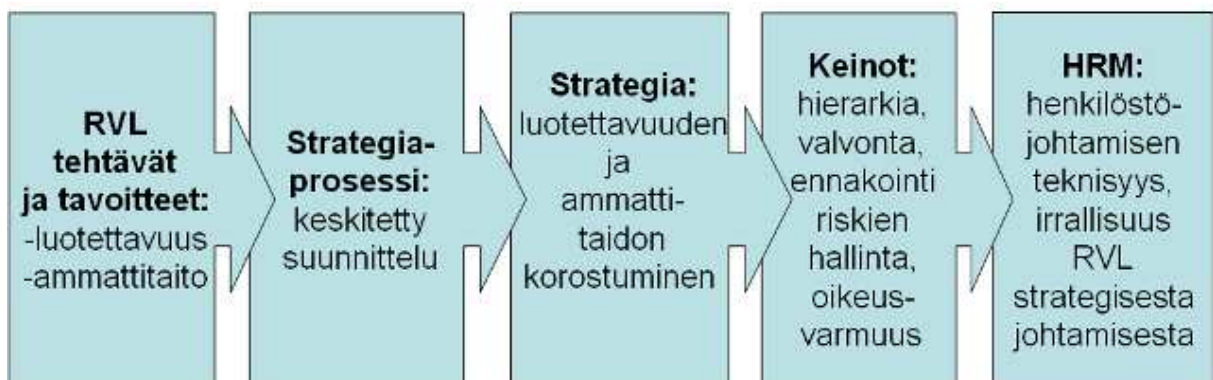 RVL
tehtävät
ja tavoitteet:
-luotettavuus
-ammattitaito
Strategia-
prosessi:
keskitetty
suunnittelu
Strategia:
luotettavuuden
ja
ammatti-
taidon
korostuminen
Keinot:
hierarkia,
valvonta,
ennakointi
riskien
hallinta,
oikeus-
varmuus
HRM:
henkilöstö-
johtamisen
teknisyys,
irrallisuus
RVL
strategisesta
johtamisesta